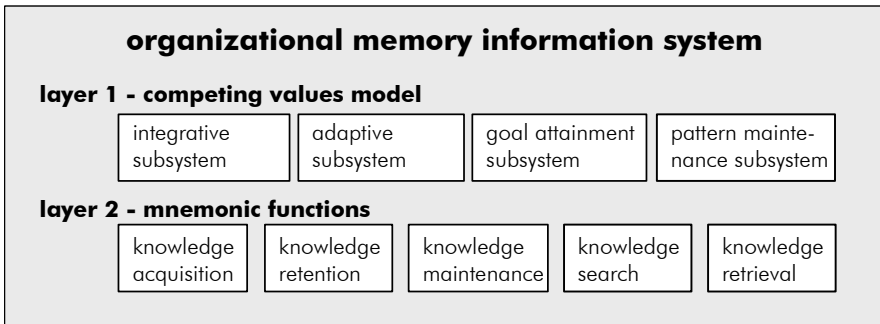 organizational memory information system
layer 1 - competing values model
integrative
subsystem
adaptive
subsystem
goal attainment
subsystem
pattern mainte-
nance subsystem
layer 2 - mnemonic functions
knowledge
acquisition
knowledge
retention
knowledge
maintenance
knowledge
search
knowledge
retrieval